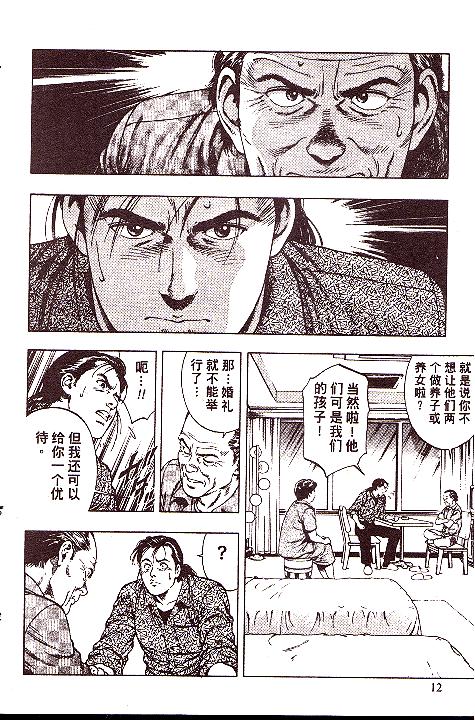 就是说你不
想让他们两
个做养子或
养女啦?
当然啦!他
们可是我们
的孩子!
那…婚礼
就不能举
行了…
呃…!!
但我还可以
给你一个优
待。
?
12